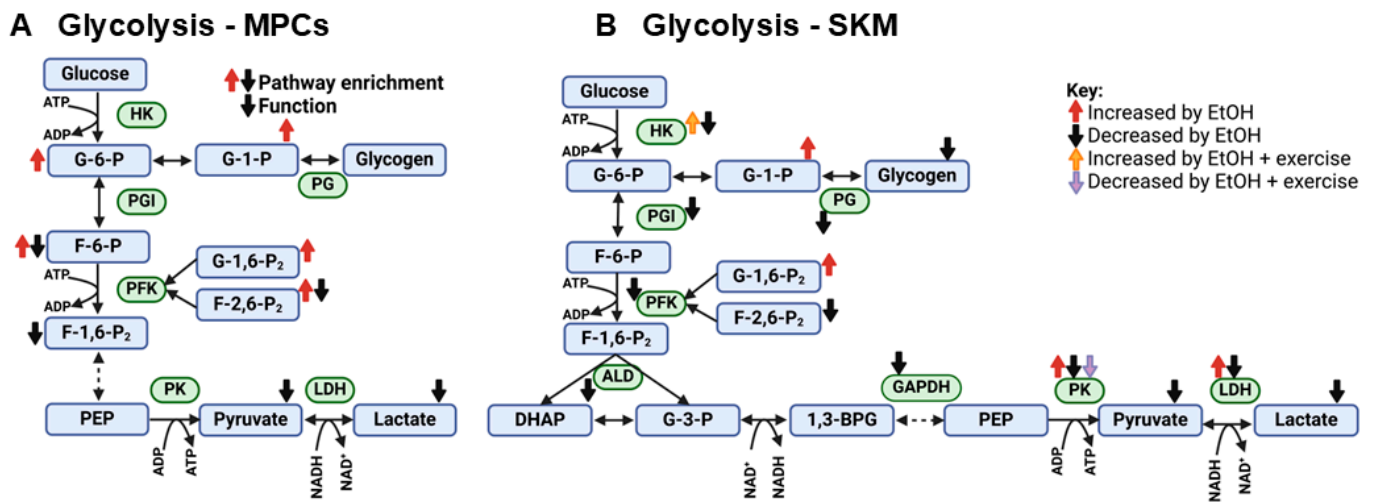 A Glycolysis - MPCs
Glucose
Pathway enrichment
Function
ATP
HK
ADP
G-6-P
G-1-P
Glycogen
PG
PGI
F-6-P
G-1,6-P₂
ATP
PFK
ADP
F-2,6-P₂
F-1,6-P₂
PK
LDH
PEP
Pyruvate
Lactate
ADP
ATP
NADH
NAD⁺
B Glycolysis - SKM
Glucose
ATP
HK
ADP
G-6-P
G-1-P
Glycogen
PG
PGI
F-6-P
G-1,6-P₂
ATP
PFK
ADP
F-2,6-P₂
F-1,6-P₂
ALD
GAPDH
PK
LDH
DHAP
G-3-P
1,3-BPG
PEP
Pyruvate
Lactate
NAD⁺
NADH
ADP
ATP
NADH
NAD⁺
Key:
Increased by EtOH
Decreased by EtOH
Increased by EtOH + exercise
Decreased by EtOH + exercise